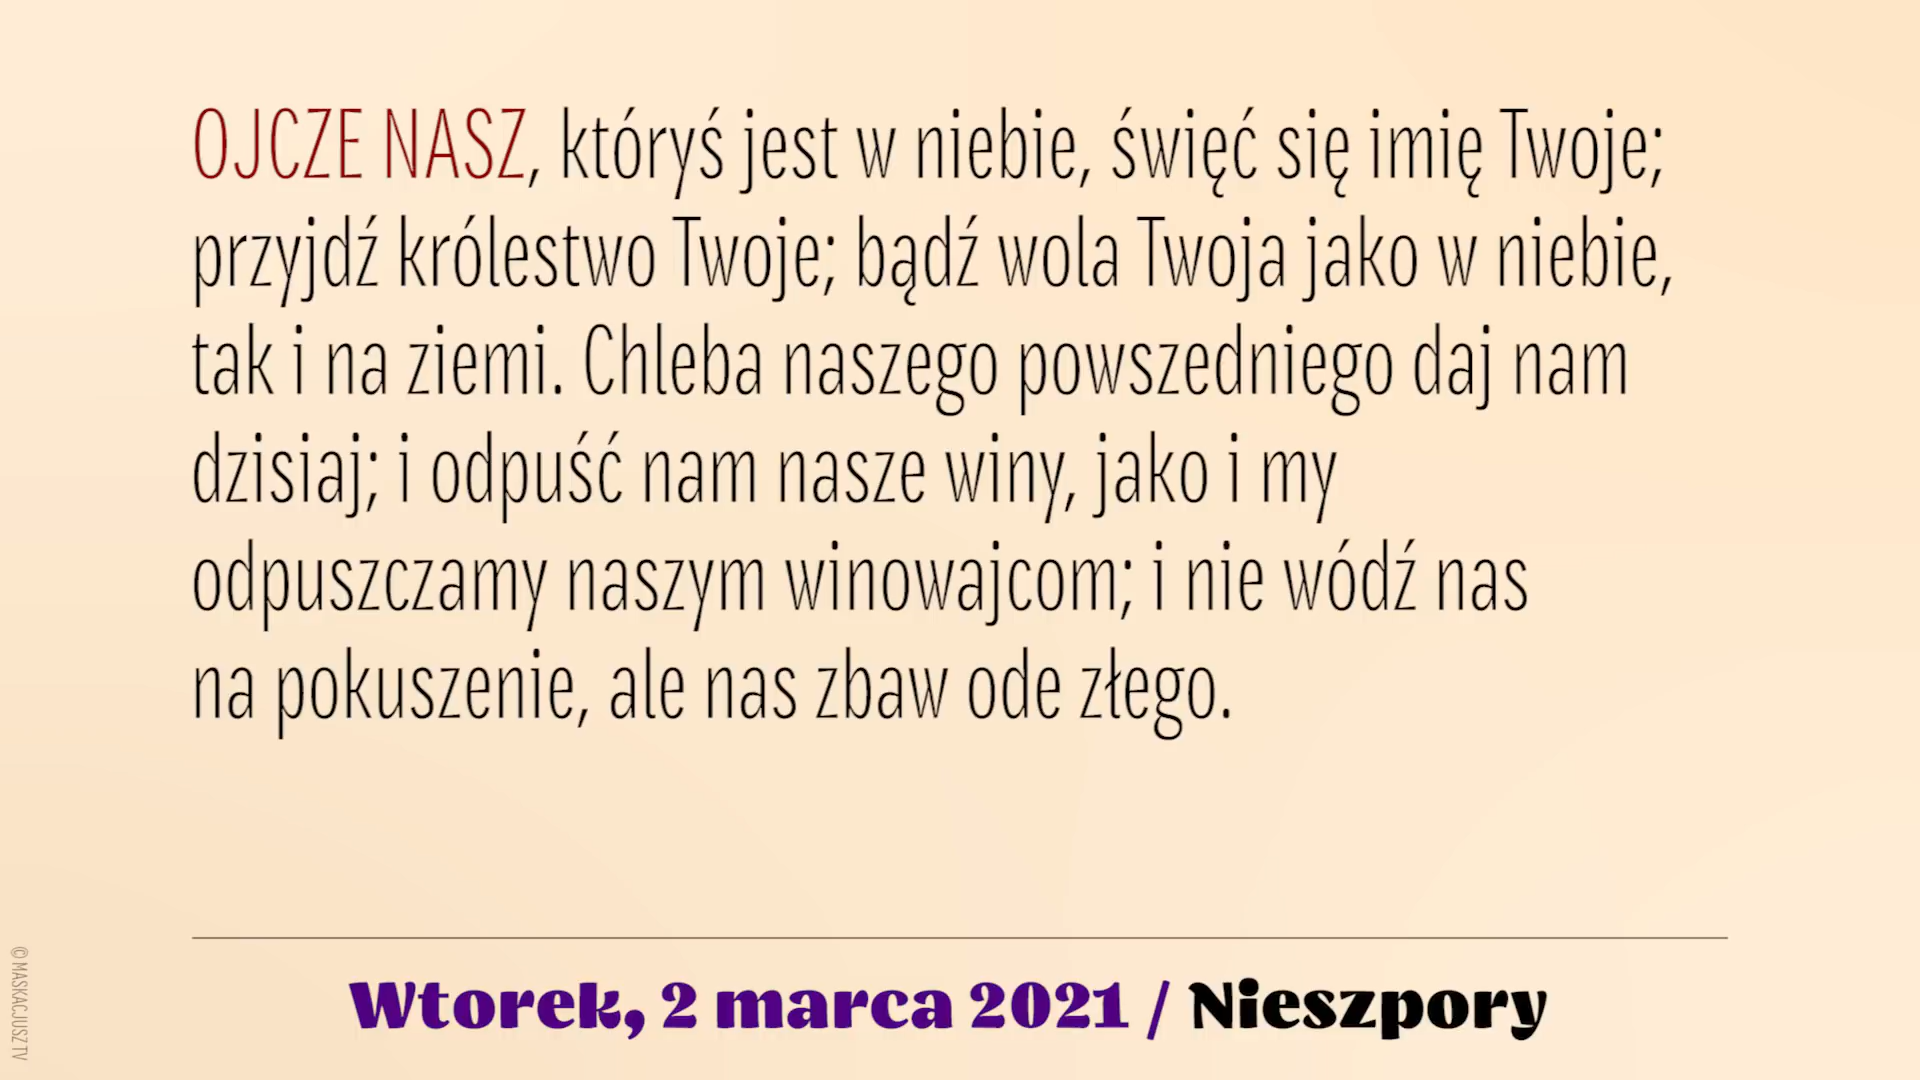 OJCZE NASZ, któryś jest w niebie, święć się imię Twoje;
przyjdź królestwo Twoje; bądź wola Twoja jako w niebie,
tak i na ziemi. Chleba naszego powszedniego daj nam
dzisiaj; i odpuść nam nasze winy, jako i my
odpuszczamy naszym winowajcom; i nie wódź nas
na pokuszenie, ale nas zbaw ode złego.
Wtorek, 2 marca 2021 / Nieszpory
© MASKACJUSZ TV